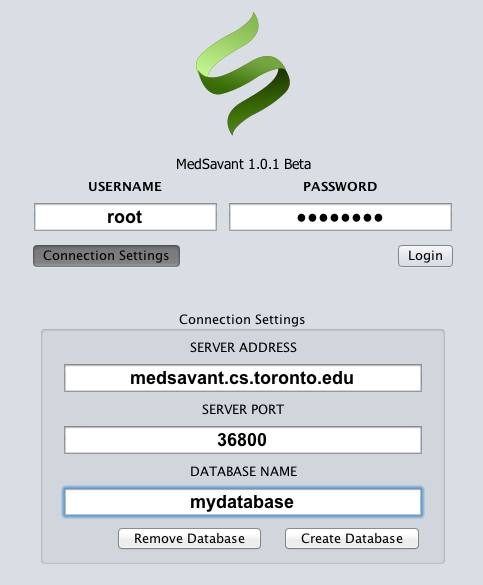 MedSavant 1.0.1 Beta
USERNAME PASSWORD
root ●●●●●●●●
Connection Settings Login
Connection Settings
SERVER ADDRESS
medsavant.cs.toronto.edu
SERVER PORT
36800
DATABASE NAME
mydatabase
Remove Database Create Database